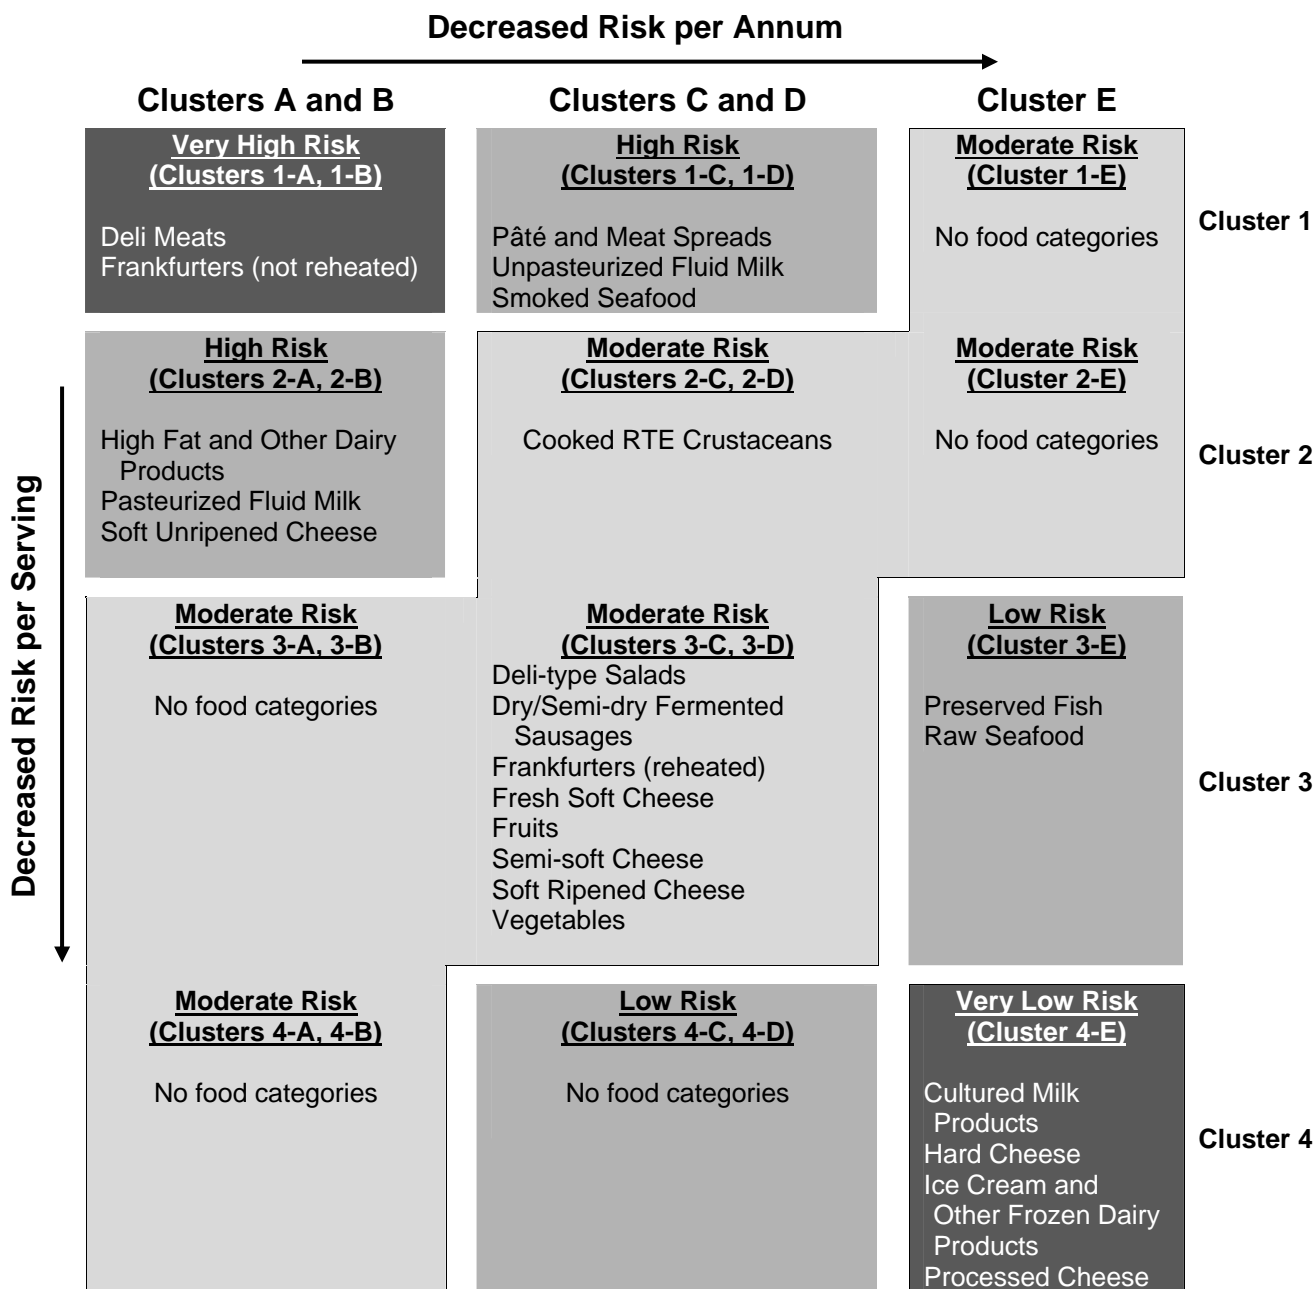 Decreased Risk per Annum
Clusters A and B
Clusters C and D
Cluster E
Very High Risk
(Clusters 1-A, 1-B)
Deli Meats
Frankfurters (not reheated)
High Risk
(Clusters 1-C, 1-D)
Pâté and Meat Spreads
Unpasteurized Fluid Milk
Smoked Seafood
Moderate Risk
(Cluster 1-E)
No food categories
Cluster 1
Decreased Risk per Serving
High Risk
(Clusters 2-A, 2-B)
High Fat and Other Dairy
Products
Pasteurized Fluid Milk
Soft Unripened Cheese
Moderate Risk
(Clusters 2-C, 2-D)
Cooked RTE Crustaceans
Moderate Risk
(Cluster 2-E)
No food categories
Cluster 2
Moderate Risk
(Clusters 3-A, 3-B)
No food categories
Moderate Risk
(Clusters 3-C, 3-D)
Deli-type Salads
Dry/Semi-dry Fermented
Sausages
Frankfurters (reheated)
Fresh Soft Cheese
Fruits
Semi-soft Cheese
Soft Ripened Cheese
Vegetables
Low Risk
(Cluster 3-E)
Preserved Fish
Raw Seafood
Cluster 3
Moderate Risk
(Clusters 4-A, 4-B)
No food categories
Low Risk
(Clusters 4-C, 4-D)
No food categories
Very Low Risk
(Cluster 4-E)
Cultured Milk
Products
Hard Cheese
Ice Cream and
Other Frozen Dairy
Products
Processed Cheese
Cluster 4